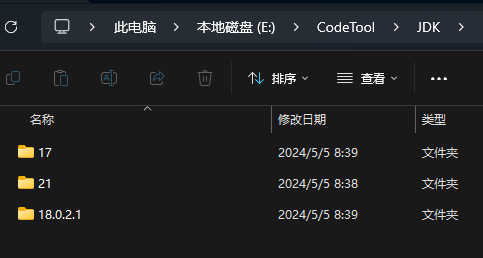 此电脑 > 本地磁盘 (E:) > CodeTool > JDK >
排序 查看
名称 修改日期 类型
17 2024/5/5 8:39 文件夹
21 2024/5/5 8:38 文件夹
18.0.2.1 2024/5/5 8:39 文件夹